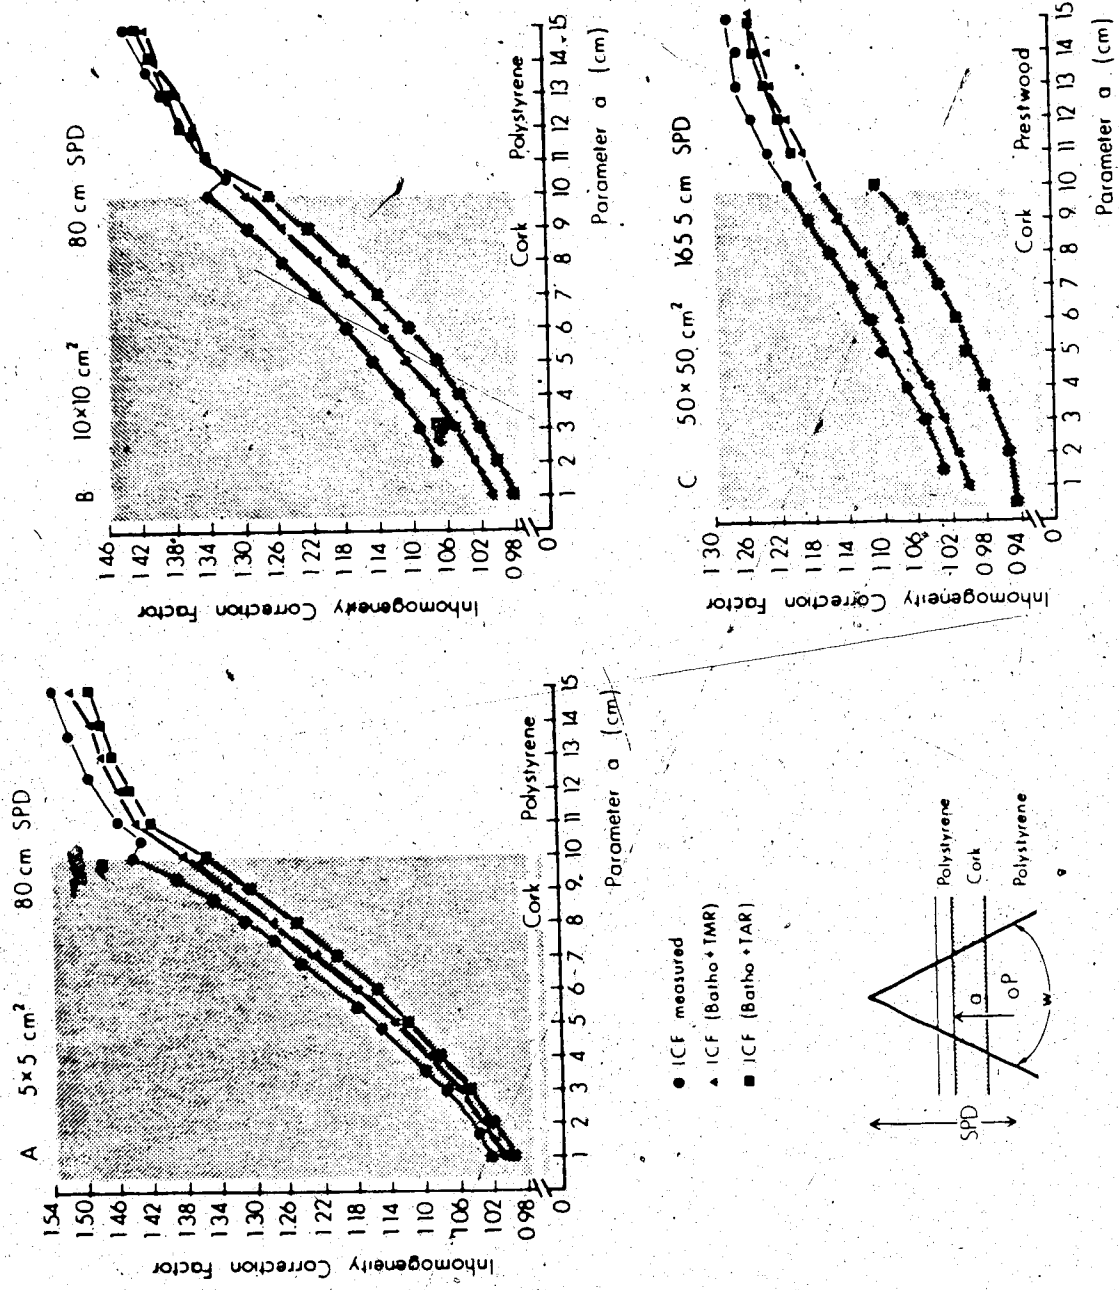 A 5×5 cm² 80 cm SPD
Inhomogeneity Correction Factor
1.54
1.50
1.46
1.42
1.38
1.34
1.30
1.26
1.22
1.18
1.14
1.10
1.06
1.02
0.98
0
1 2 3 4 5 6 7 8 9 10 11 12 13 14 15
Cork Polystyrene
Parameter a (cm)
B 10×10 cm² 80 cm SPD
Inhomogeneity Correction Factor
1.46
1.42
1.38
1.34
1.30
1.26
1.22
1.18
1.14
1.10
1.06
1.02
0.98
0
1 2 3 4 5 6 7 8 9 10 11 12 13 14 15
Cork Polystyrene
Parameter a (cm)
C 50×50 cm² 165.5 cm SPD
Inhomogeneity Correction Factor
1.30
1.26
1.22
1.18
1.14
1.10
1.06
1.02
0.98
0.94
0
1 2 3 4 5 6 7 8 9 10 11 12 13 14 15
Cork Prestwood
Parameter a (cm)
● ICF measured
▲ ICF (Batho+TMR)
■ ICF (Batho+TAR)
SPD
Polystyrene
Cork
Polystyrene
a
oP
w